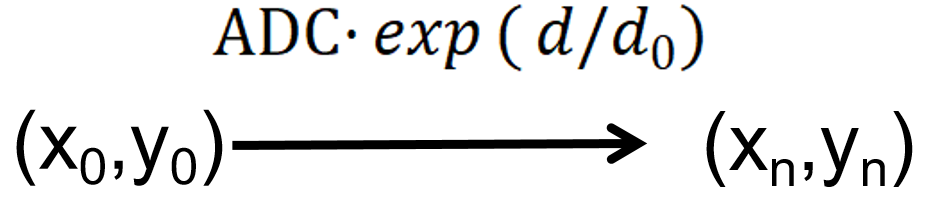 ADC· exp ( d/d₀)
(x₀,y₀) (xₙ,yₙ)